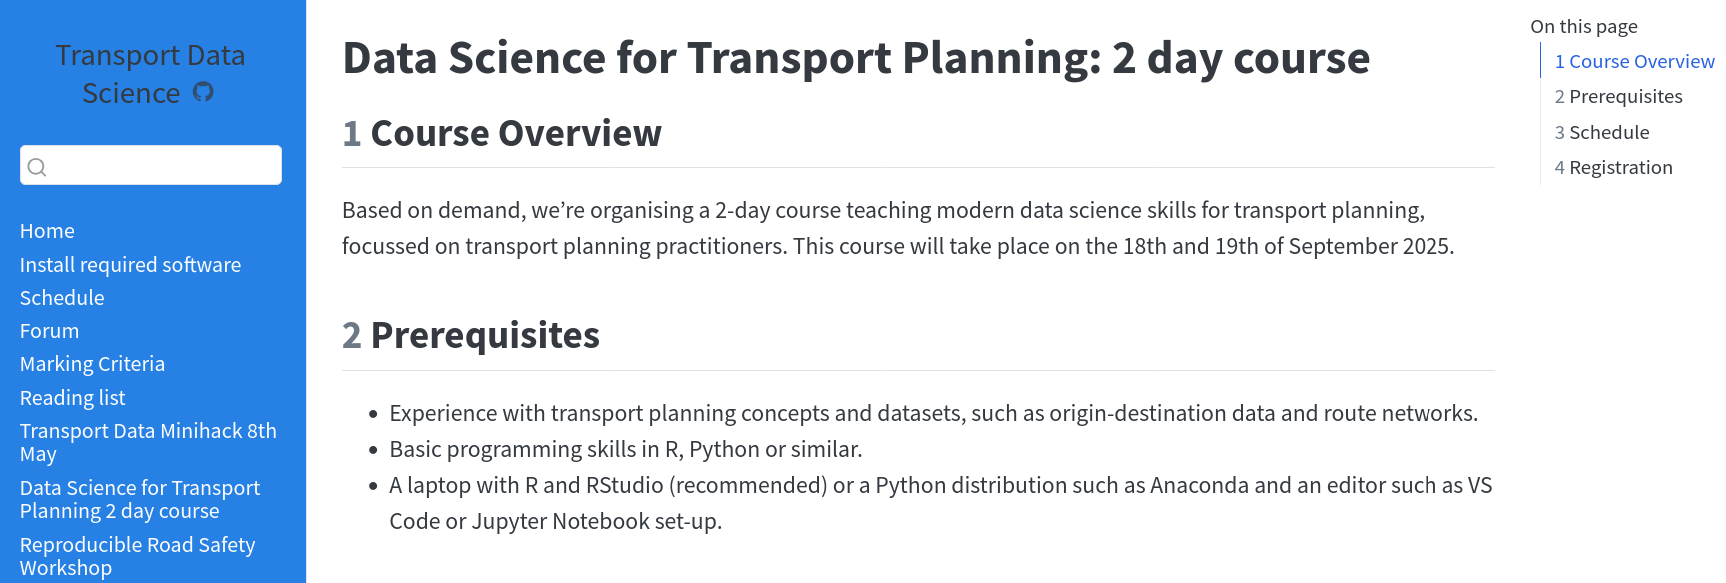 Transport Data
Science
Home
Install required software
Schedule
Forum
Marking Criteria
Reading list
Transport Data Minihack 8th
May
Data Science for Transport
Planning 2 day course
Reproducible Road Safety
Workshop
Data Science for Transport Planning: 2 day course
1 Course Overview
Based on demand, we’re organising a 2-day course teaching modern data science skills for transport planning,
focussed on transport planning practitioners. This course will take place on the 18th and 19th of September 2025.
2 Prerequisites
• Experience with transport planning concepts and datasets, such as origin-destination data and route networks.
• Basic programming skills in R, Python or similar.
• A laptop with R and RStudio (recommended) or a Python distribution such as Anaconda and an editor such as VS
Code or Jupyter Notebook set-up.
On this page
1 Course Overview
2 Prerequisites
3 Schedule
4 Registration